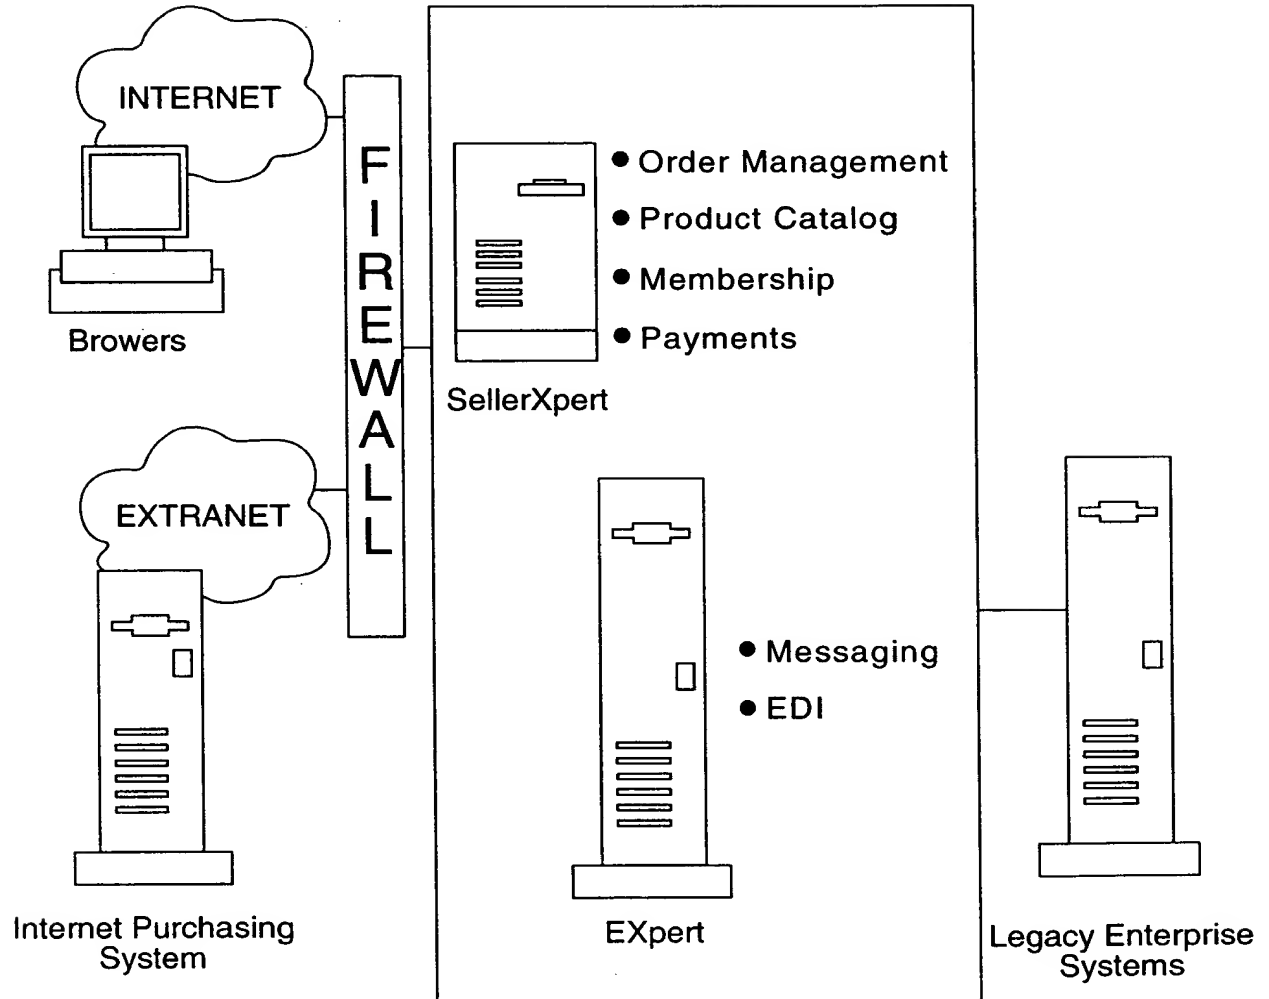 INTERNET
Browers
EXTRANET
Internet Purchasing
System
FIREWALL
● Order Management
● Product Catalog
● Membership
● Payments
SellerXpert
● Messaging
● EDI
EXpert
Legacy Enterprise
Systems